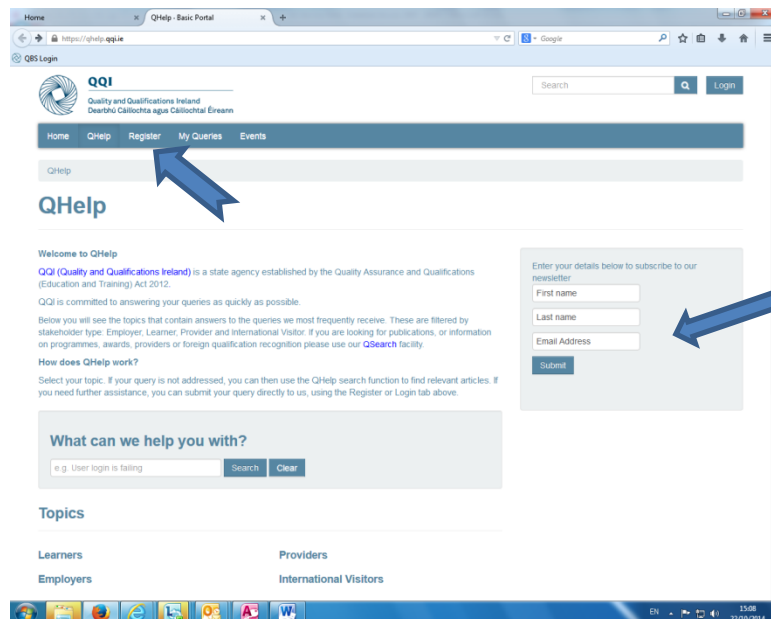 Home
QHelp - Basic Portal
https://qhelp.qqi.ie
Google
QBS Login
QQI
Quality and Qualifications Ireland
Dearbhú Cáilíochta agus Cáilíochtaí Éireann
Search
Login
Home QHelp Register My Queries Events
QHelp
QHelp
Welcome to QHelp
QQI (Quality and Qualifications Ireland) is a state agency established by the Quality Assurance and Qualifications
(Education and Training) Act 2012.
QQI is committed to answering your queries as quickly as possible.
Below you will see the topics that contain answers to the queries we most frequently receive. These are filtered by
stakeholder type: Employer, Learner, Provider and International Visitor. If you are looking for publications, or information
on programmes, awards, providers or foreign qualification recognition please use our QSearch facility.
How does QHelp work?
Select your topic. If your query is not addressed, you can then use the QHelp search function to find relevant articles. If
you need further assistance, you can submit your query directly to us, using the Register or Login tab above.
Enter your details below to subscribe to our
newsletter
First name
Last name
Email Address
Submit
What can we help you with?
e.g. User login is failing
Search Clear
Topics
Learners Providers
Employers International Visitors
EN
15:08
22/10/2014